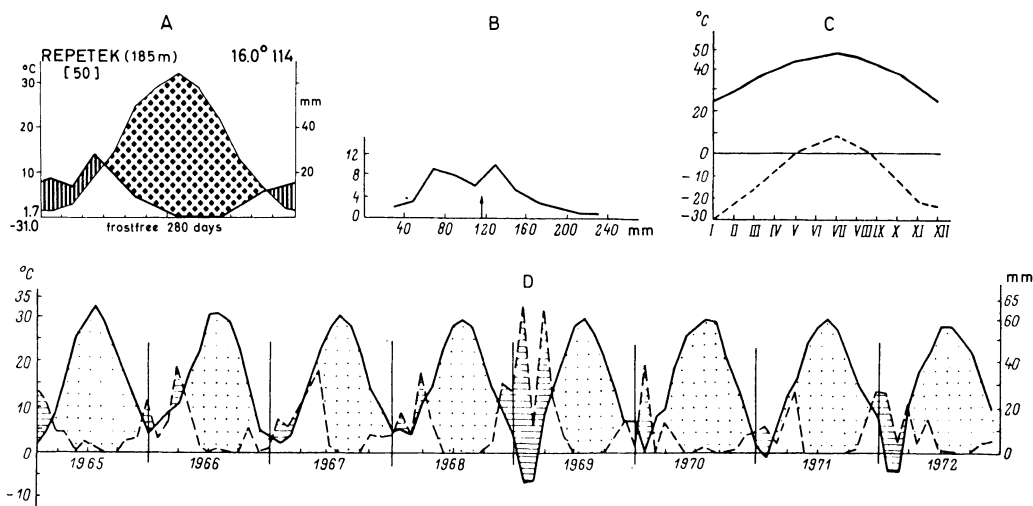 A
REPETEK (185m) 16.0° 114
[50]
°C
30
20
10
1.7
-31.0
mm
40
20
frostfree 280 days
B
12
8
4
0
40 80 120 160 200 240 mm
C
°C
50
40
20
0
-10
-20
-30
I II III IV V VI VII VIII IX X XI XII
D
°C
35
30
20
10
0
-10
mm
65
60
40
20
0
1965 1966 1967 1968 1969 1970 1971 1972